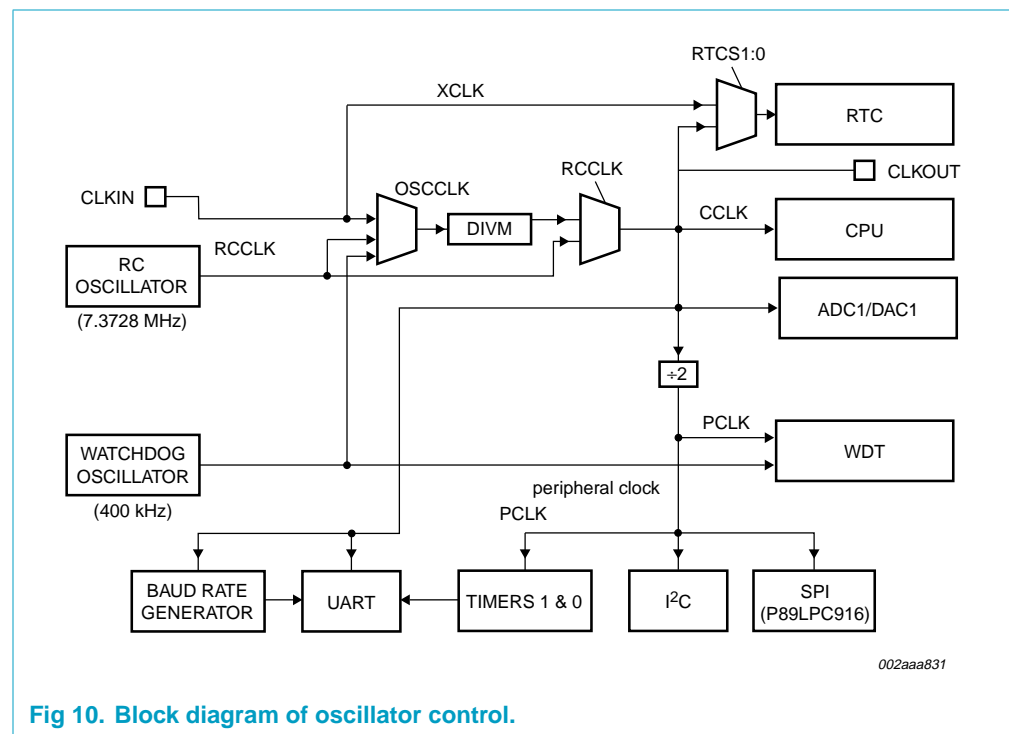 RTCS1:0
XCLK
RTC
CLKIN
OSCCLK
RCCLK
CLKOUT
DIVM
CCLK
CPU
RC
OSCILLATOR
RCCLK
(7.3728 MHz)
ADC1/DAC1
÷2
PCLK
WATCHDOG
OSCILLATOR
WDT
(400 kHz)
peripheral clock
PCLK
BAUD RATE
GENERATOR
UART
TIMERS 1 & 0
I²C
SPI
(P89LPC916)
002aaa831
Fig 10. Block diagram of oscillator control.